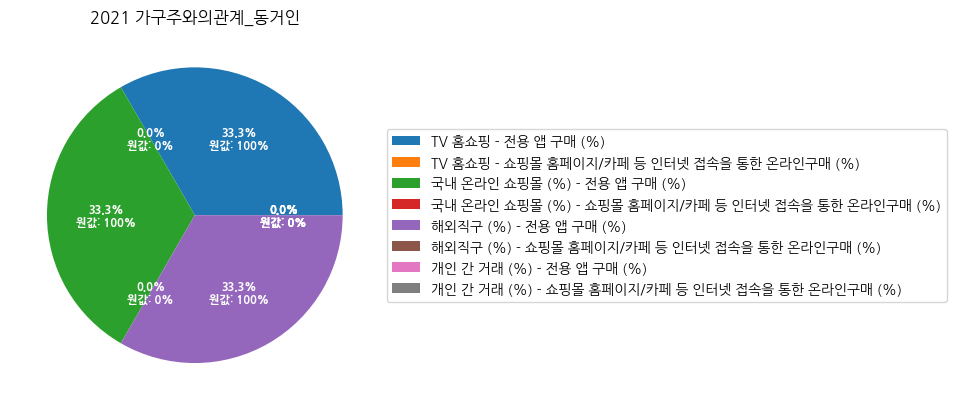 2021 가구주와의관계_동거인
0.0%
원값: 0%
33.3%
원값: 100%
33.3%
원값: 100%
0.0%
원값: 0%
0.0%
원값: 0%
33.3%
원값: 100%
TV 홈쇼핑 - 전용 앱 구매 (%)
TV 홈쇼핑 - 쇼핑몰 홈페이지/카페 등 인터넷 접속을 통한 온라인구매 (%)
국내 온라인 쇼핑몰 (%) - 전용 앱 구매 (%)
국내 온라인 쇼핑몰 (%) - 쇼핑몰 홈페이지/카페 등 인터넷 접속을 통한 온라인구매 (%)
해외직구 (%) - 전용 앱 구매 (%)
해외직구 (%) - 쇼핑몰 홈페이지/카페 등 인터넷 접속을 통한 온라인구매 (%)
개인 간 거래 (%) - 전용 앱 구매 (%)
개인 간 거래 (%) - 쇼핑몰 홈페이지/카페 등 인터넷 접속을 통한 온라인구매 (%)